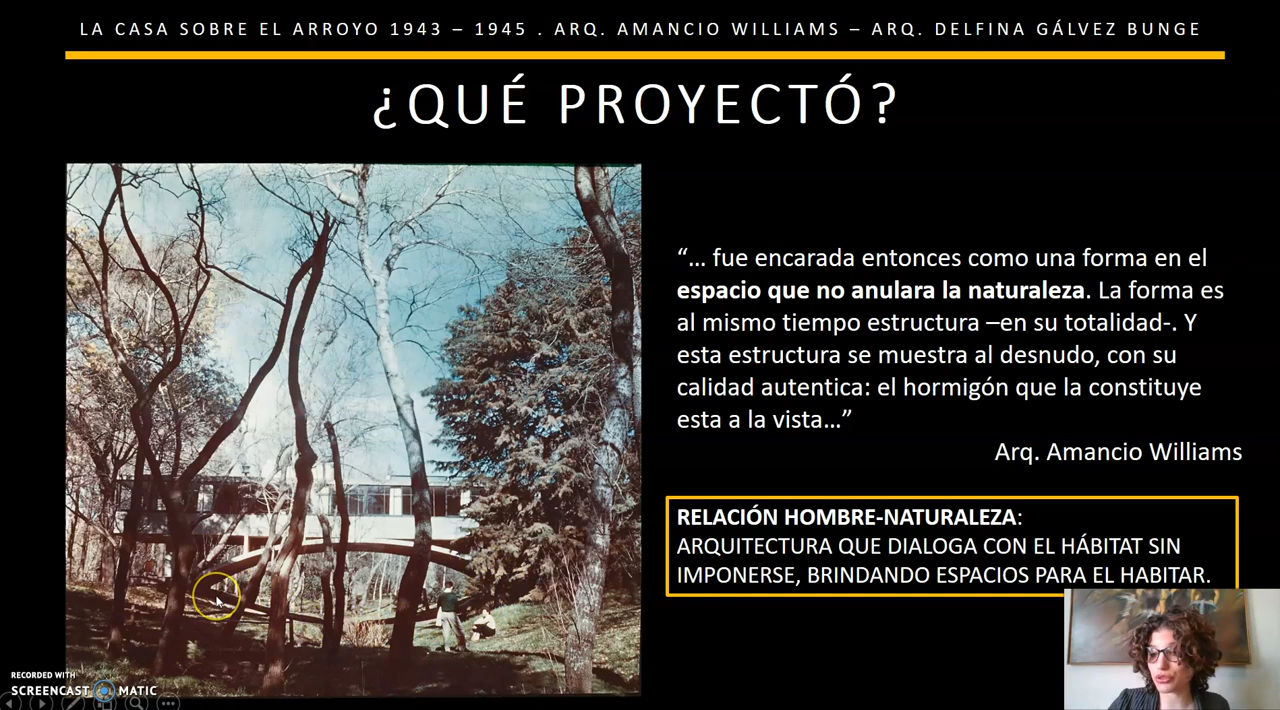 LA CASA SOBRE EL ARROYO 1943 – 1945 . ARQ. AMANCIO WILLIAMS – ARQ. DELFINA GÁLVEZ BUNGE
¿QUÉ PROYECTÓ?
“… fue encarada entonces como una forma en el
espacio que no anulara la naturaleza. La forma es
al mismo tiempo estructura –en su totalidad-. Y
esta estructura se muestra al desnudo, con su
calidad autentica: el hormigón que la constituye
esta a la vista…”
Arq. Amancio Williams
RELACIÓN HOMBRE-NATURALEZA:
ARQUITECTURA QUE DIALOGA CON EL HÁBITAT SIN
IMPONERSE, BRINDANDO ESPACIOS PARA EL HABITAR.
RECORDED WITH
SCREENCAST MATIC